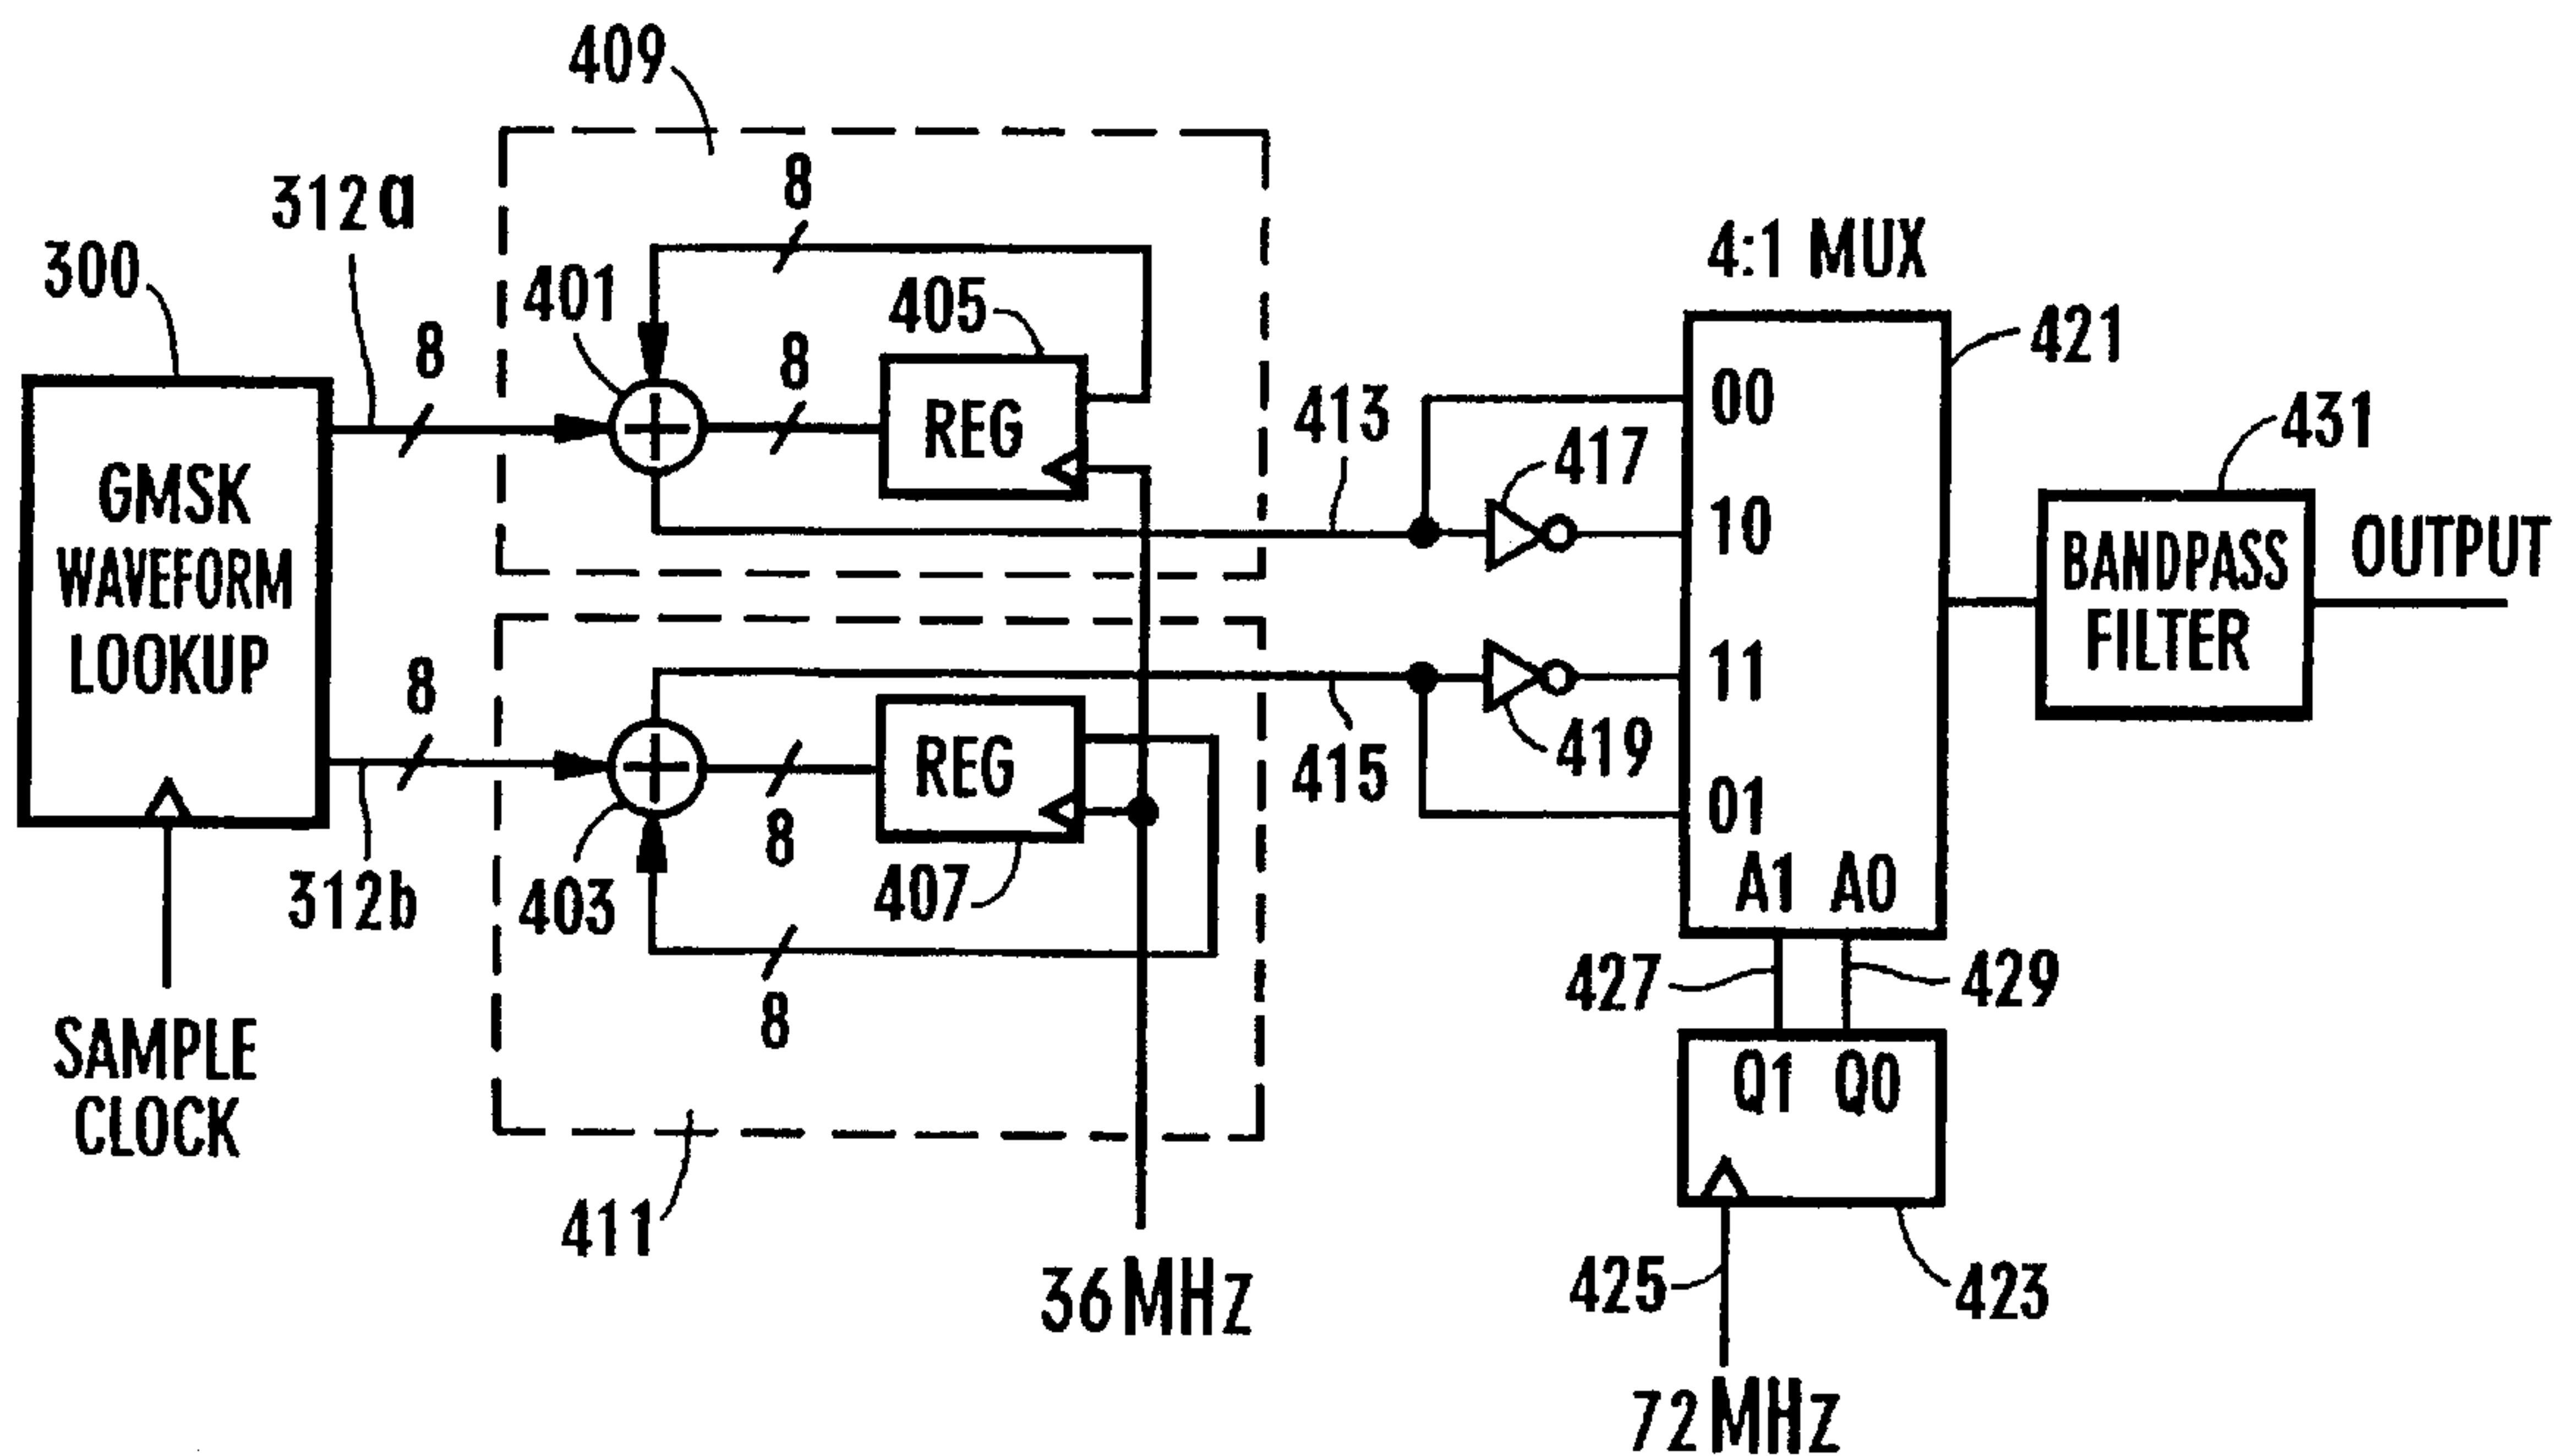 409
8
312a
300
401
405
8
8
REG
GMSK
WAVEFORM
LOOKUP
413
417
4:1 MUX
421
00
10
11
01
A1 A0
431
BANDPASS
FILTER
OUTPUT
8
312b
403
REG
8
407
8
415
419
427
429
Q1 Q0
SAMPLE
CLOCK
411
36MHz
425
423
72MHz